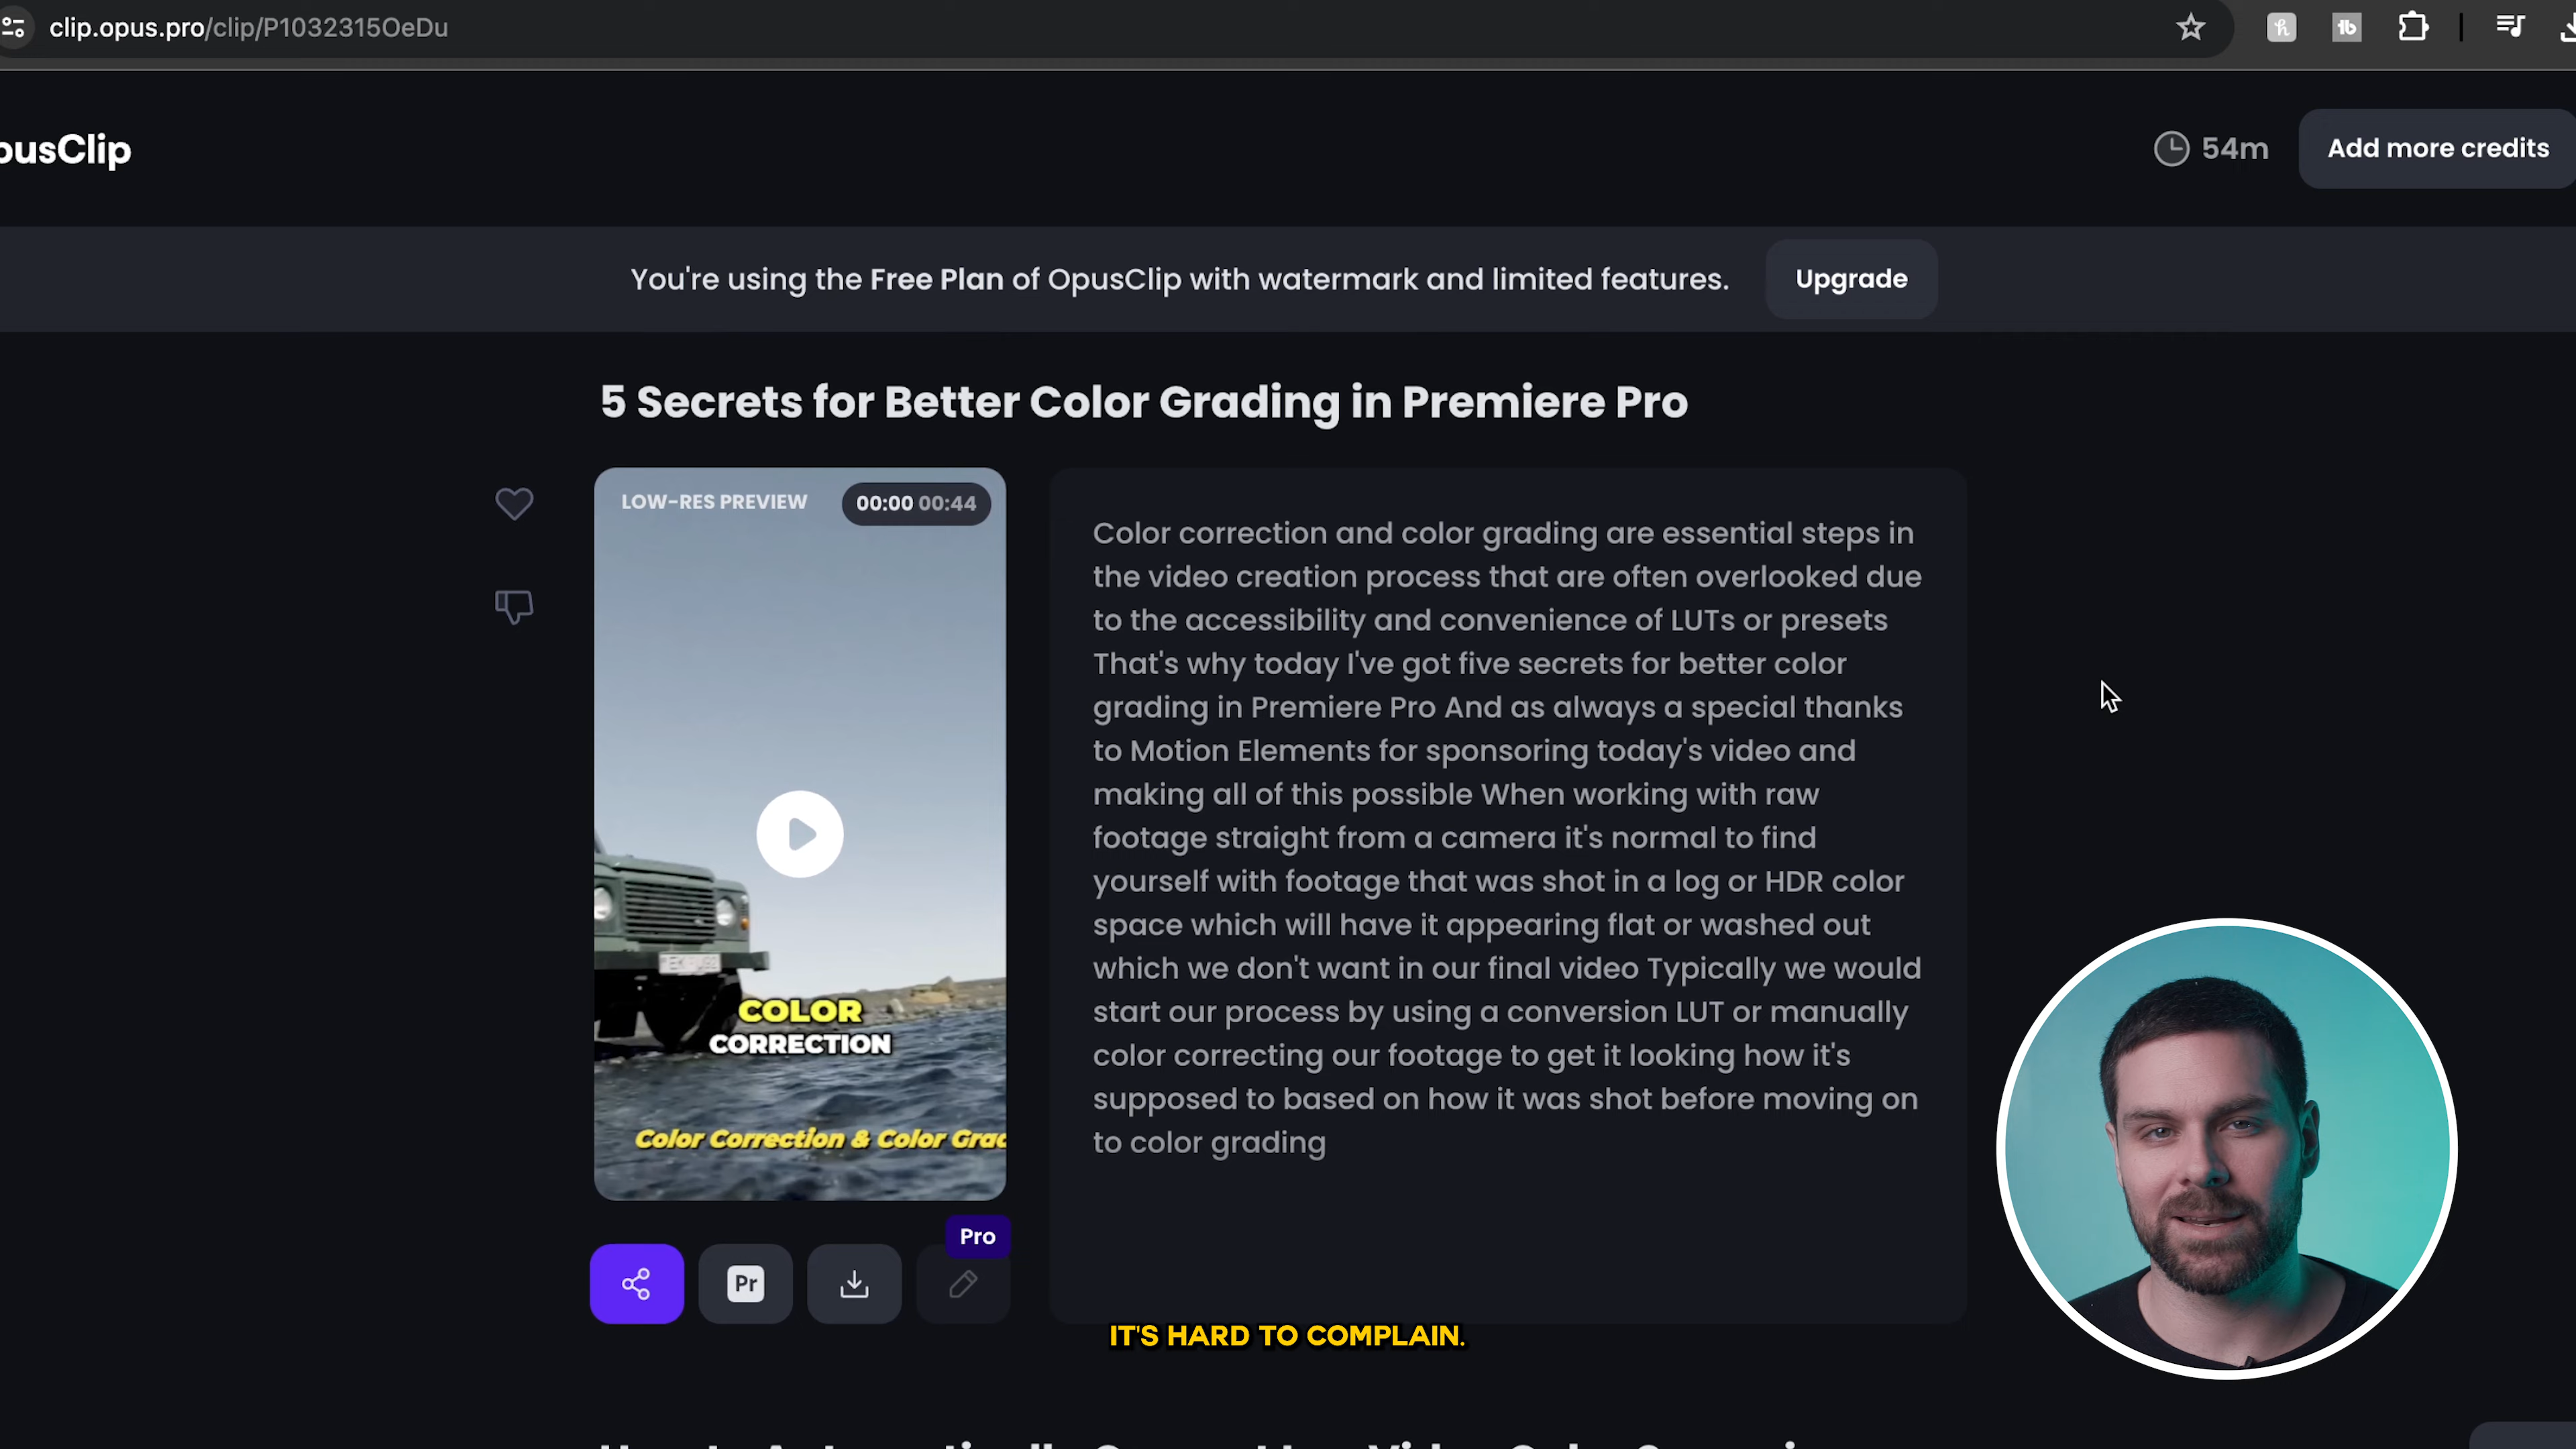 clip.opus.pro/clip/P1032315OeDu
pusClip
54m
Add more credits
You're using the Free Plan of OpusClip with watermark and limited features.
Upgrade
5 Secrets for Better Color Grading in Premiere Pro
LOW-RES PREVIEW
00:00 00:44
COLOR
CORRECTION
Color Correction & Color Grad
Color correction and color grading are essential steps in
the video creation process that are often overlooked due
to the accessibility and convenience of LUTs or presets
That's why today I've got five secrets for better color
grading in Premiere Pro And as always a special thanks
to Motion Elements for sponsoring today's video and
making all of this possible When working with raw
footage straight from a camera it's normal to find
yourself with footage that was shot in a log or HDR color
space which will have it appearing flat or washed out
which we don't want in our final video Typically we would
start our process by using a conversion LUT or manually
color correcting our footage to get it looking how it's
supposed to based on how it was shot before moving on
to color grading
Pro
Pr
IT'S HARD TO COMPLAIN.